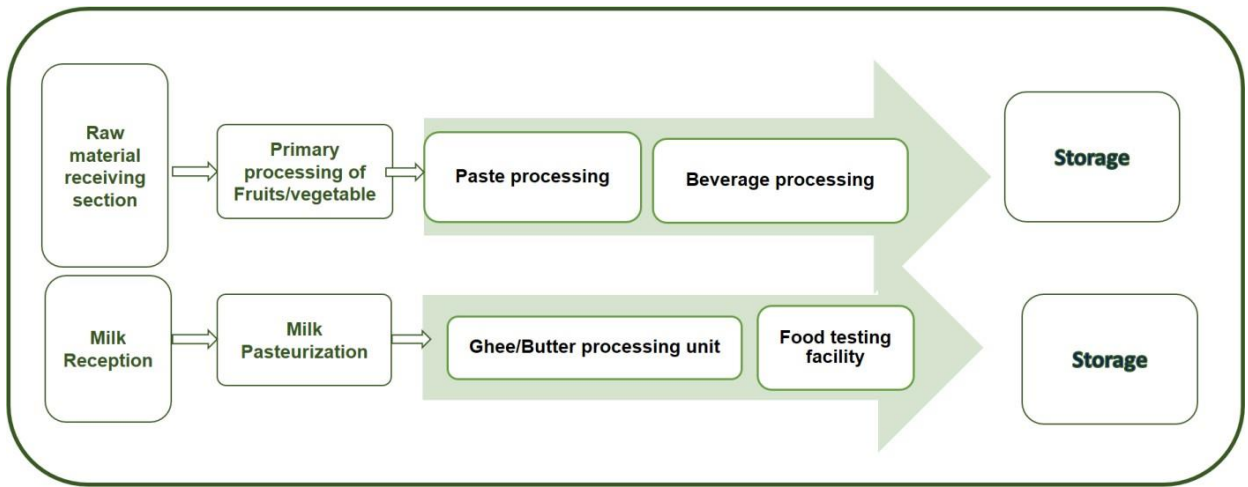 Raw
material
receiving
section
Primary
processing of
Fruits/vegetable
Paste processing
Beverage processing
Storage
Milk
Reception
Milk
Pasteurization
Ghee/Butter processing unit
Food testing
facility
Storage